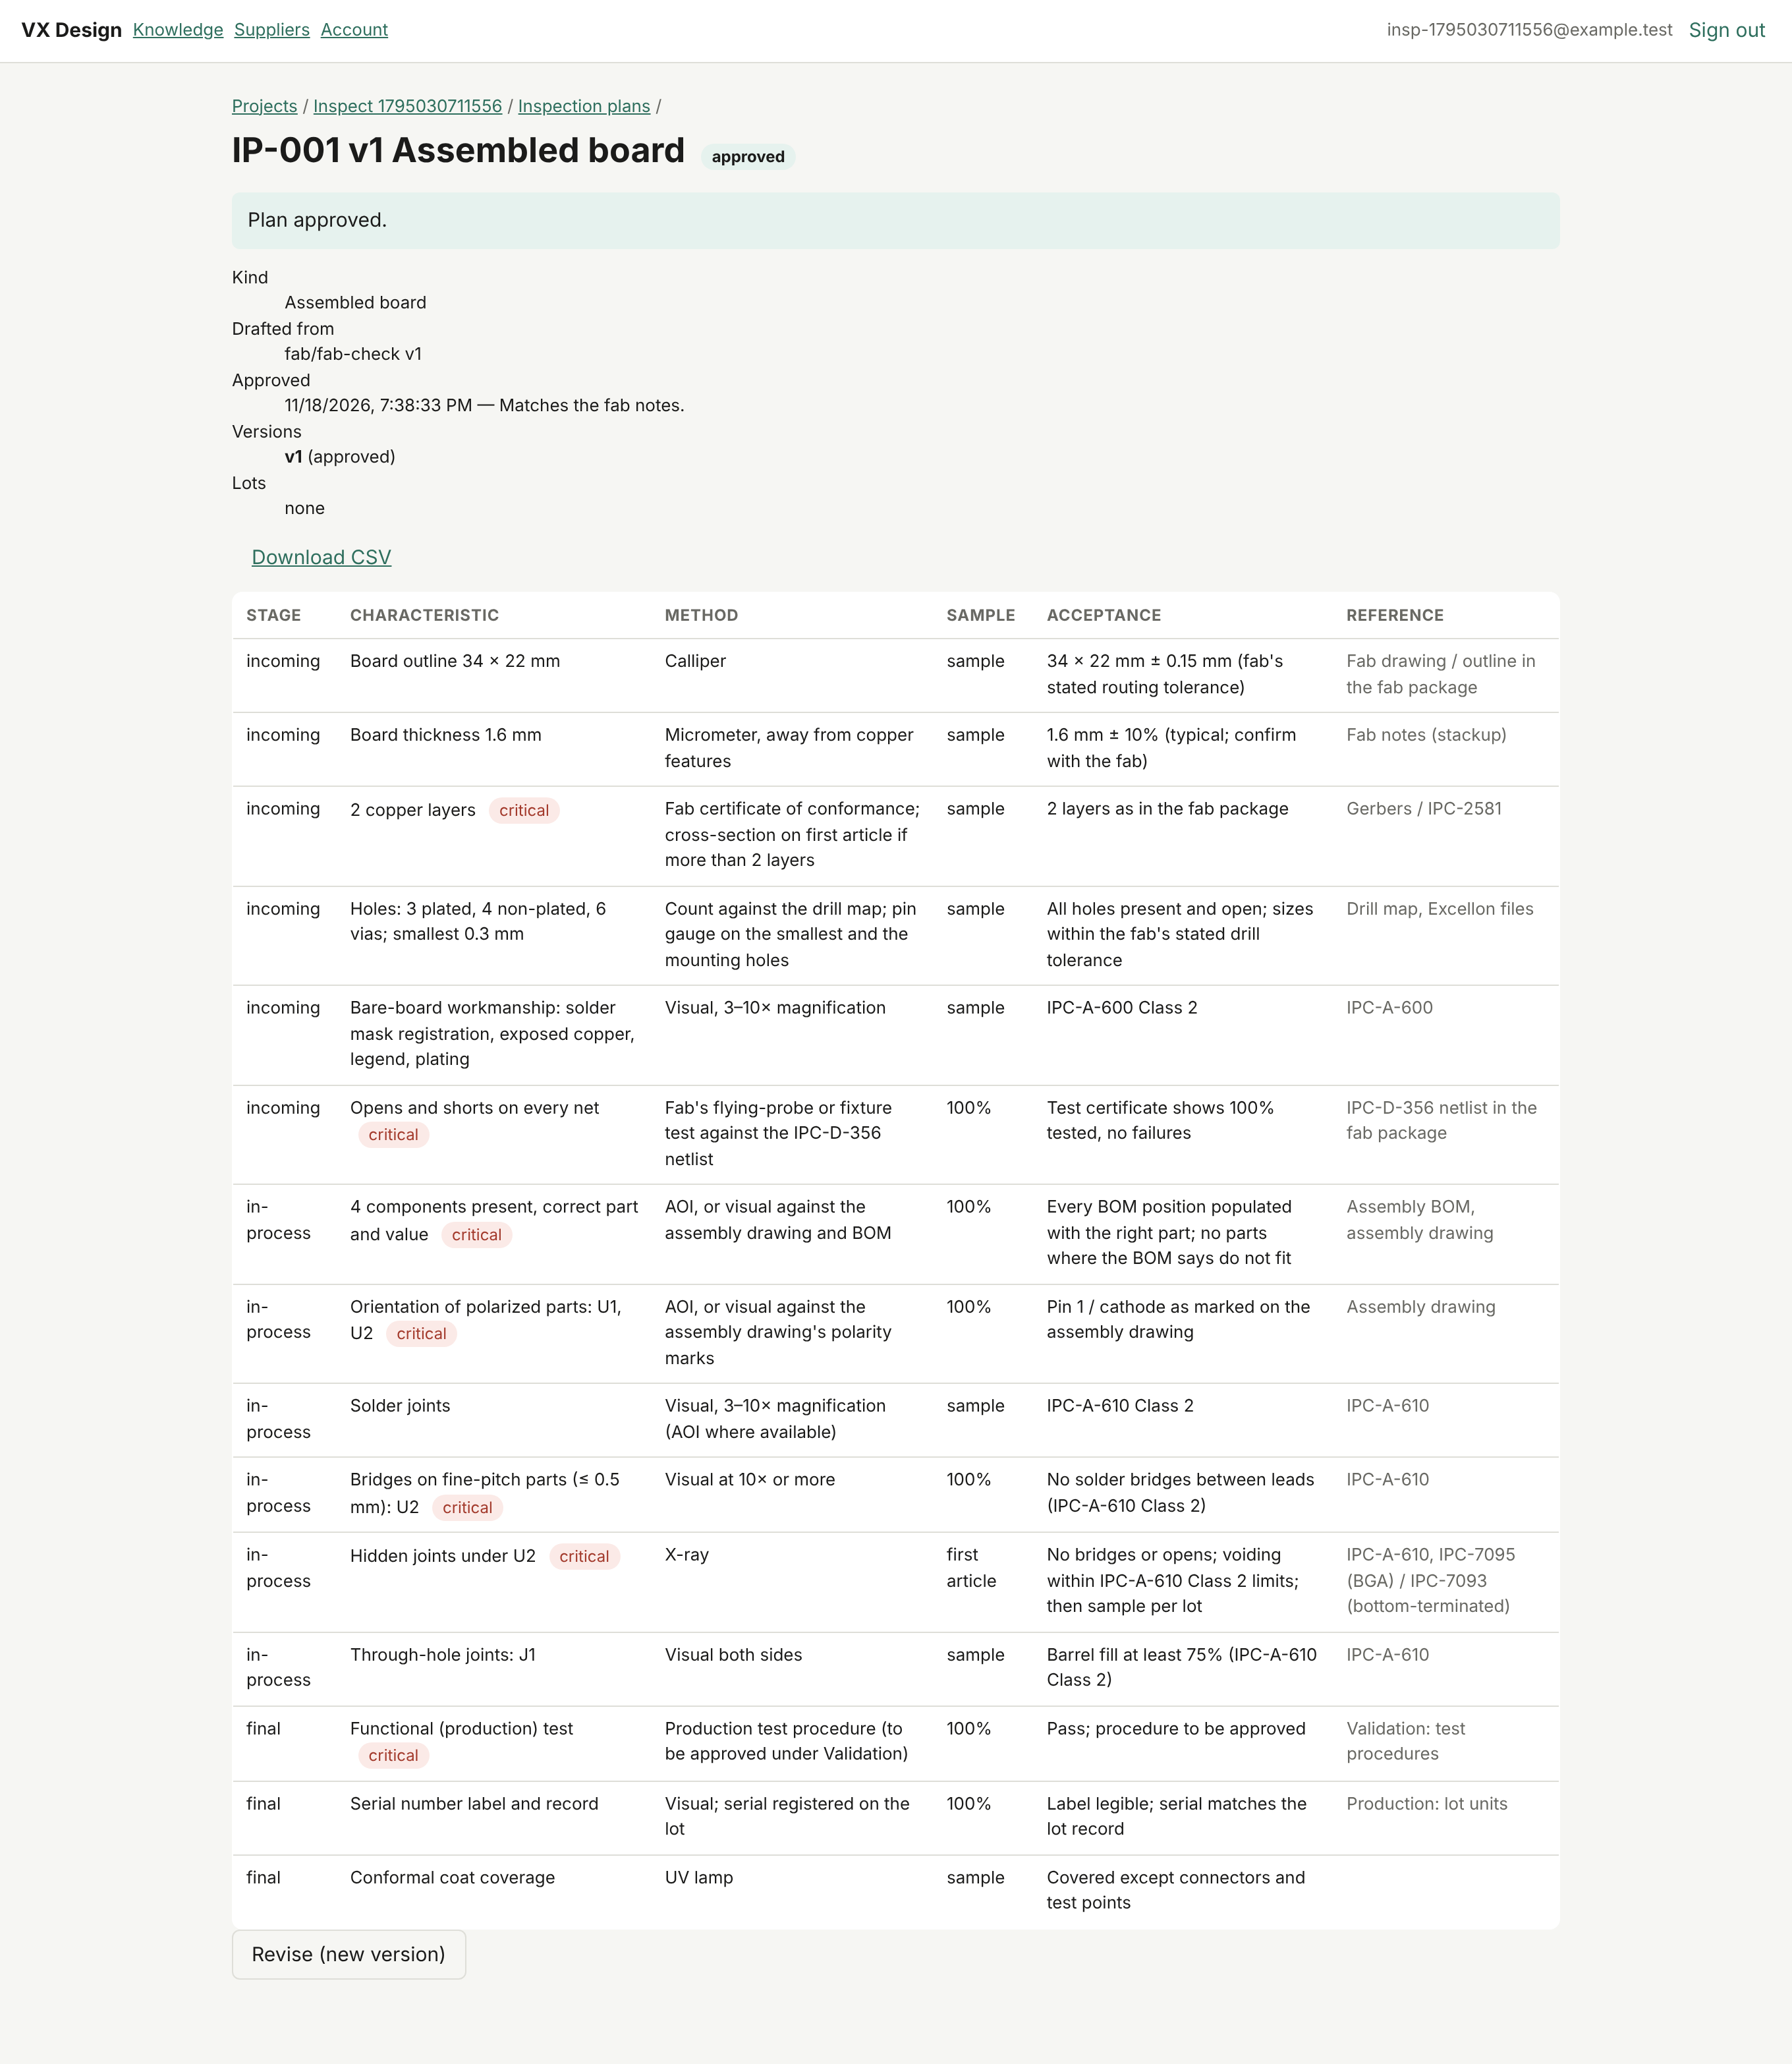 VX Design Knowledge Suppliers Account insp-1795030711556@example.test Sign out
Projects / Inspect 1795030711556 / Inspection plans /
IP-001 v1 Assembled board approved
Plan approved.
Kind
Assembled board
Drafted from
fab/fab-check v1
Approved
11/18/2026, 7:38:33 PM — Matches the fab notes.
Versions
v1 (approved)
Lots
none
Download CSV
STAGE CHARACTERISTIC METHOD SAMPLE ACCEPTANCE REFERENCE
incoming Board outline 34 × 22 mm Calliper sample 34 × 22 mm ± 0.15 mm (fab's Fab drawing / outline in
stated routing tolerance) the fab package
incoming Board thickness 1.6 mm Micrometer, away from copper sample 1.6 mm ± 10% (typical; confirm Fab notes (stackup)
features with the fab)
incoming 2 copper layers critical Fab certificate of conformance; sample 2 layers as in the fab package Gerbers / IPC-2581
cross-section on first article if
more than 2 layers
incoming Holes: 3 plated, 4 non-plated, 6 Count against the drill map; pin sample All holes present and open; sizes Drill map, Excellon files
vias; smallest 0.3 mm gauge on the smallest and the within the fab's stated drill
mounting holes tolerance
incoming Bare-board workmanship: solder Visual, 3–10× magnification sample IPC-A-600 Class 2 IPC-A-600
mask registration, exposed copper,
legend, plating
incoming Opens and shorts on every net Fab's flying-probe or fixture 100% Test certificate shows 100% IPC-D-356 netlist in the
critical test against the IPC-D-356 tested, no failures fab package
netlist
in- 4 components present, correct part AOI, or visual against the 100% Every BOM position populated Assembly BOM,
process and value critical assembly drawing and BOM with the right part; no parts assembly drawing
where the BOM says do not fit
in- Orientation of polarized parts: U1, AOI, or visual against the 100% Pin 1 / cathode as marked on the Assembly drawing
process U2 critical assembly drawing's polarity assembly drawing
marks
in- Solder joints Visual, 3–10× magnification sample IPC-A-610 Class 2 IPC-A-610
process (AOI where available)
in- Bridges on fine-pitch parts (≤ 0.5 Visual at 10× or more 100% No solder bridges between leads IPC-A-610
process mm): U2 critical (IPC-A-610 Class 2)
in- Hidden joints under U2 critical X-ray first No bridges or opens; voiding IPC-A-610, IPC-7095
process article within IPC-A-610 Class 2 limits; (BGA) / IPC-7093
then sample per lot (bottom-terminated)
in- Through-hole joints: J1 Visual both sides sample Barrel fill at least 75% (IPC-A-610 IPC-A-610
process Class 2)
final Functional (production) test Production test procedure (to 100% Pass; procedure to be approved Validation: test
critical be approved under Validation) procedures
final Serial number label and record Visual; serial registered on the 100% Label legible; serial matches the Production: lot units
lot lot record
final Conformal coat coverage UV lamp sample Covered except connectors and
test points
Revise (new version)